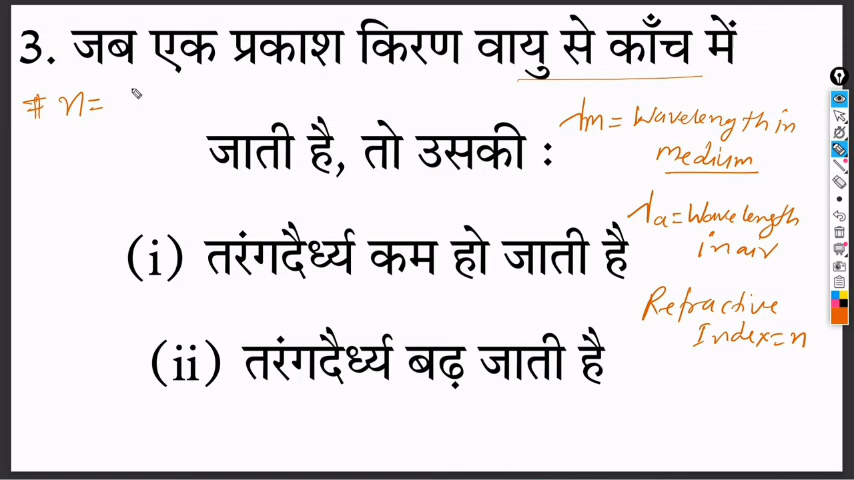 3. जब एक प्रकाश किरण वायु से काँच में
# n=
λm = Wavelength in
medium
जाती है, तो उसकी :
λa = Wavelength
in air
(i) तरंगदैर्ध्य कम हो जाती है
Refractive
Index = n
(ii) तरंगदैर्ध्य बढ़ जाती है